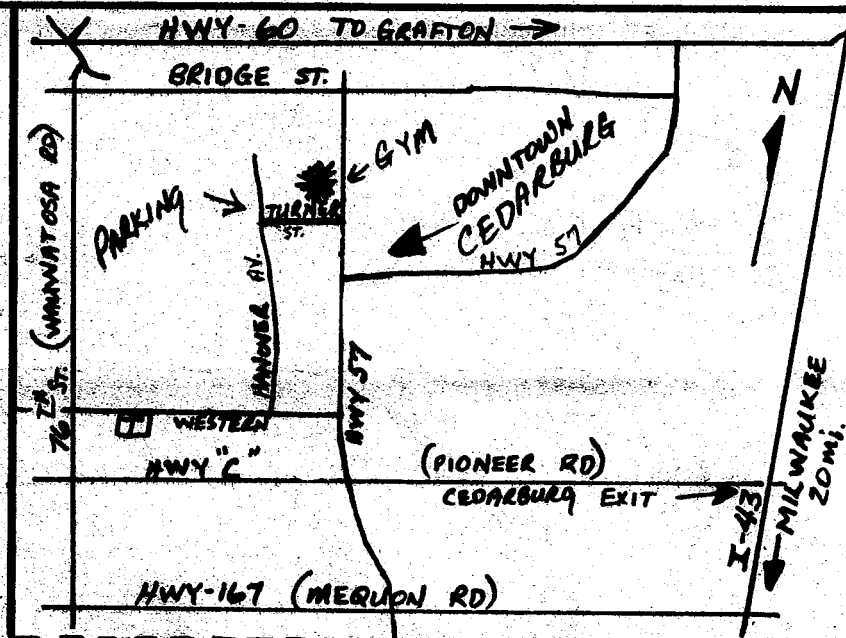 HWY-60 TO GRAFTON
BRIDGE ST.
N
GYM
DOWNTOWN
CEDARBURG
PARKING
TURNER
ST.
HWY 57
76TH ST. (WAUWATOSA RD)
HANOVER AV.
HWY 57
WESTERN
HWY "C"
(PIONEER RD)
CEDARBURG EXIT
I-43
MILWAUKEE
20 mi.
HWY-167 (MEQUON RD)